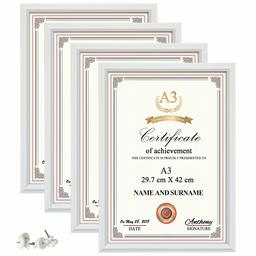 A3
Certificate
of achievement
THIS CERTIFICATE IS PROUDLY PRESENTED TO
A3
29.7 cm X 42 cm
NAME AND SURNAME
On May 25, 2015
Anthony
DATE
SIGNATURE